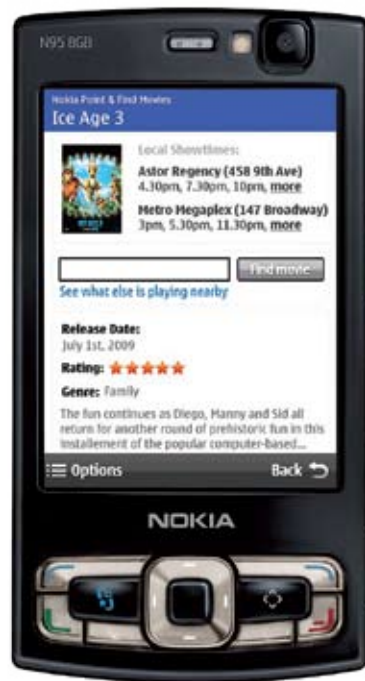 N95 8GB
Nokia Point & Find Movies
Ice Age 3
Local Showtimes:
Astor Regency (458 9th Ave)
4.30pm, 7.30pm, 10pm, more
Metro Megaplex (147 Broadway)
3pm, 5.30pm, 11.30pm, more
Find movie
See what else is playing nearby
Release Date:
July 1st, 2009
Rating:
Genre: Family
The fun continues as Diego, Manny and Sid all
return for another round of prehistoric fun in this
installement of the popular computer-based...
Options
Back
NOKIA